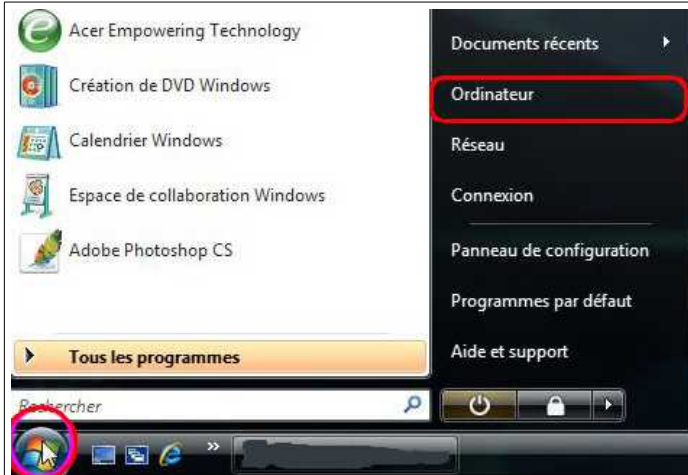 Acer Empowering Technology
Création de DVD Windows
Calendrier Windows
Espace de collaboration Windows
Adobe Photoshop CS
Tous les programmes
Rechercher
Documents récents
Ordinateur
Réseau
Connexion
Panneau de configuration
Programmes par défaut
Aide et support
»